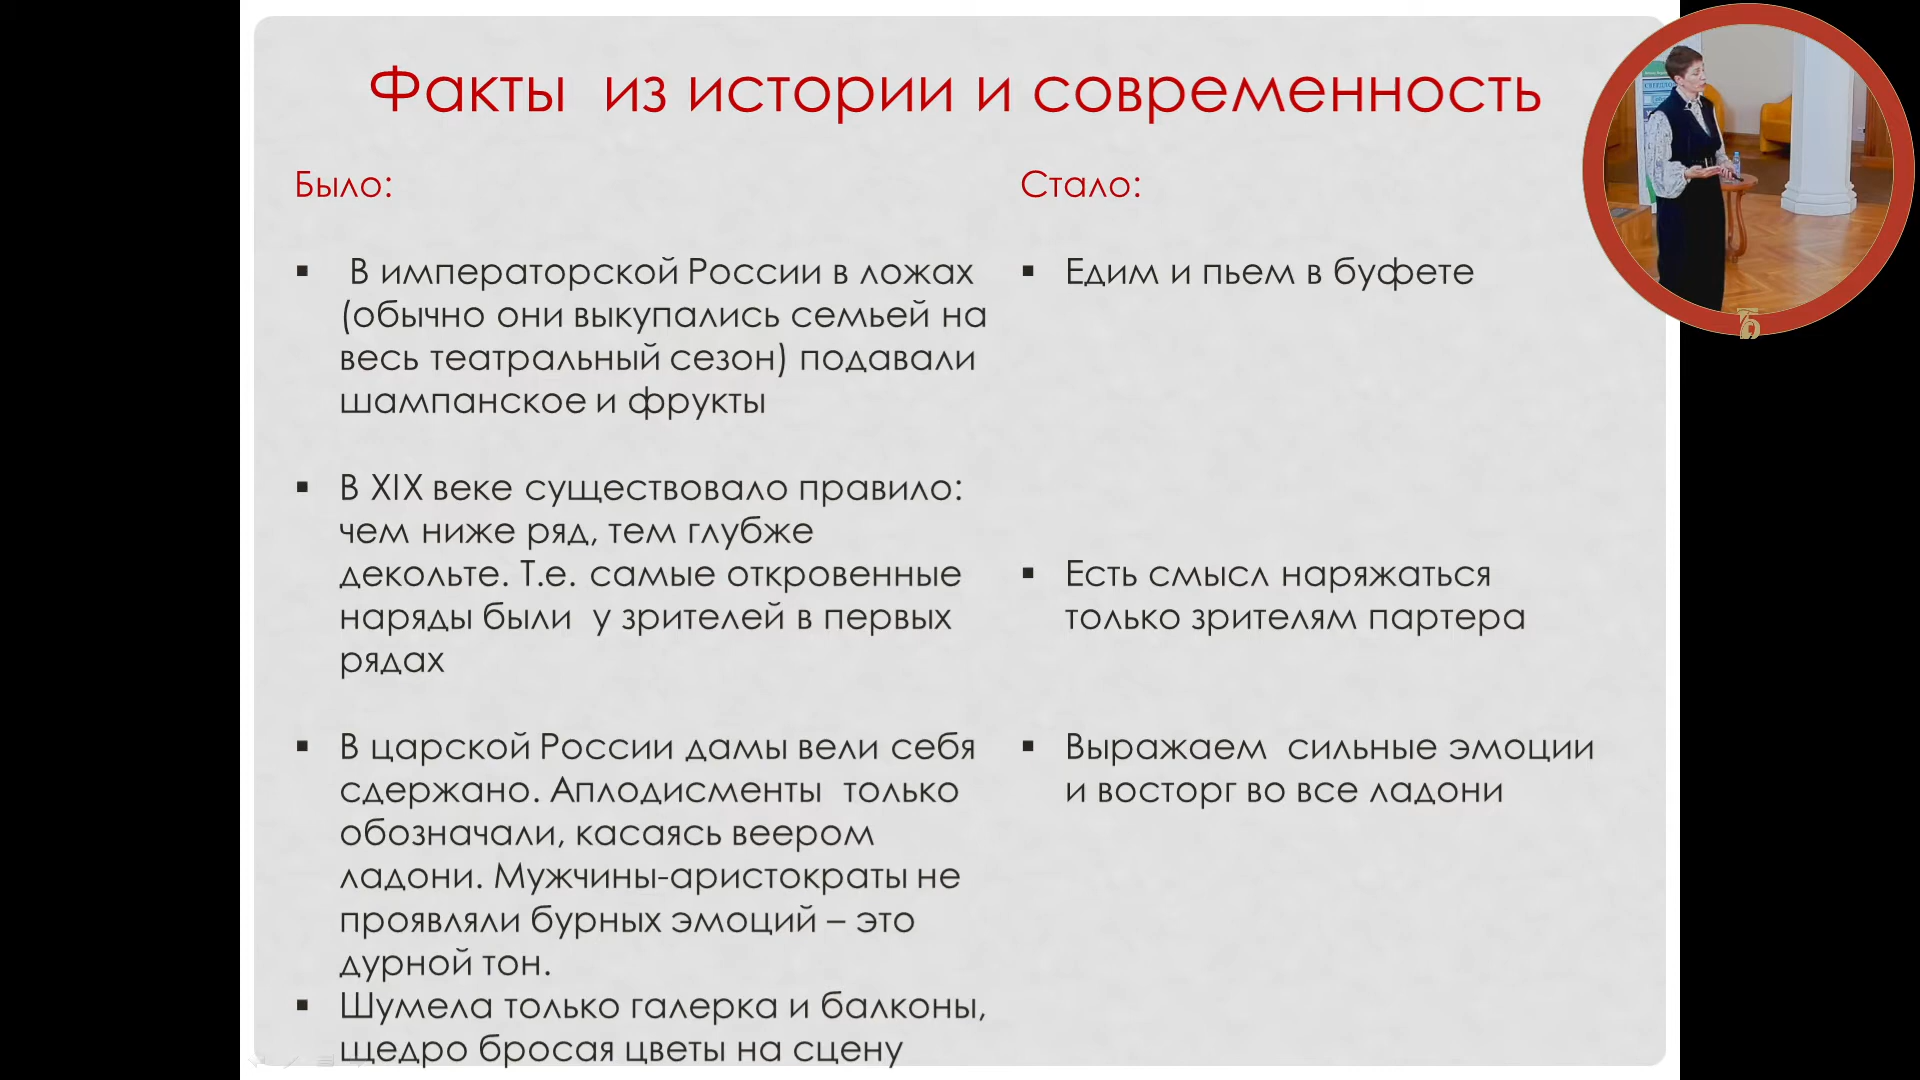 Факты из истории и современность
Было:
В императорской России в ложах
(обычно они выкупались семьей на
весь театральный сезон) подавали
шампанское и фрукты
В XIX веке существовало правило:
чем ниже ряд, тем глубже
декольте. Т.е. самые откровенные
наряды были у зрителей в первых
рядах
В царской России дамы вели себя
сдержано. Аплодисменты только
обозначали, касаясь веером
ладони. Мужчины-аристократы не
проявляли бурных эмоций – это
дурной тон.
Шумела только галерка и балконы,
щедро бросая цветы на сцену
Стало:
Едим и пьем в буфете
Есть смысл наряжаться
только зрителям партера
Выражаем сильные эмоции
и восторг во все ладони